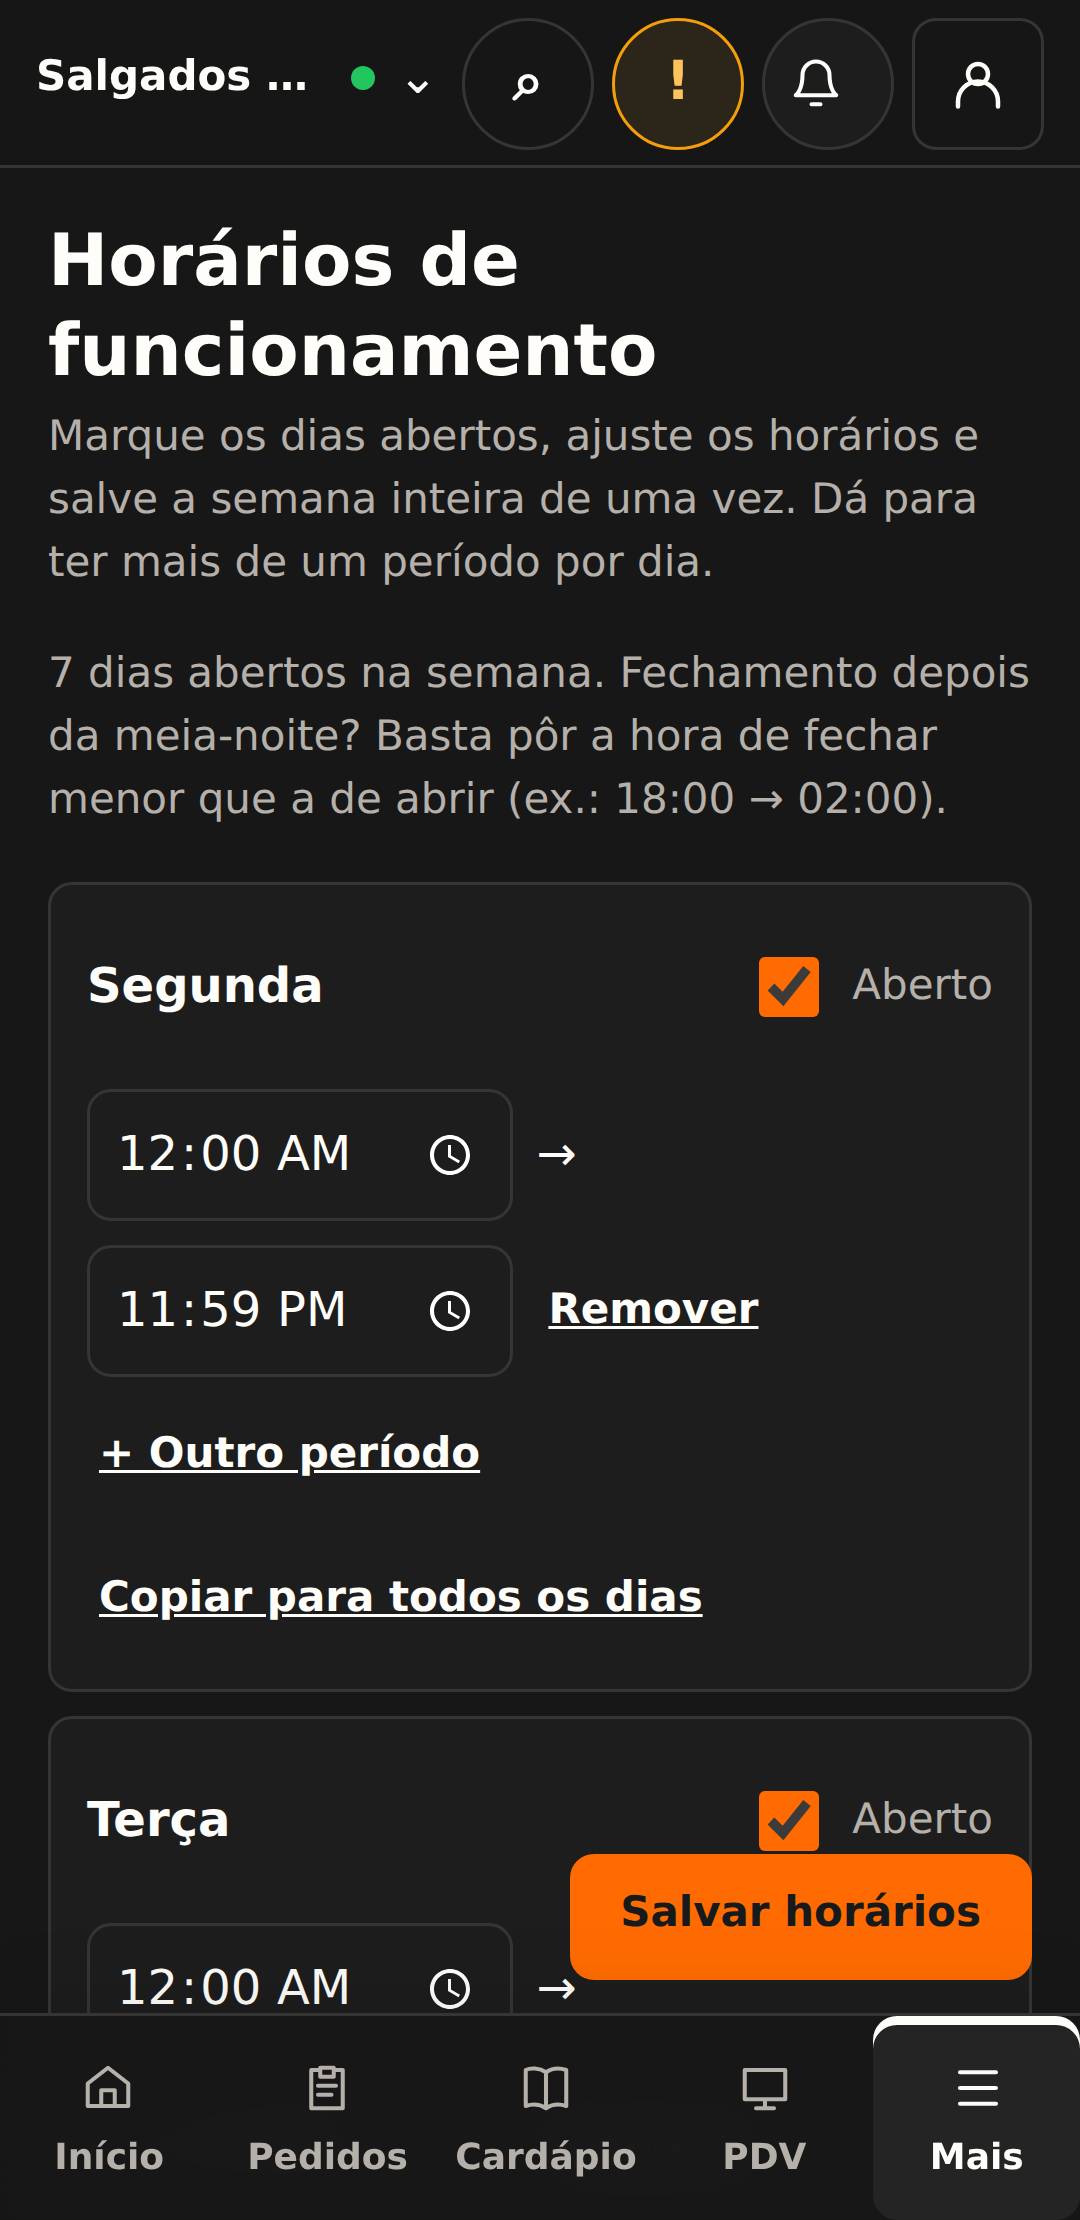 Salgados ...
!
Horários de
funcionamento
Marque os dias abertos, ajuste os horários e
salve a semana inteira de uma vez. Dá para
ter mais de um período por dia.
7 dias abertos na semana. Fechamento depois
da meia-noite? Basta pôr a hora de fechar
menor que a de abrir (ex.: 18:00 → 02:00).
Segunda
Aberto
12:00 AM →
11:59 PM Remover
+ Outro período
Copiar para todos os dias
Terça
Aberto
Salvar horários
12:00 AM →
Início Pedidos Cardápio PDV Mais